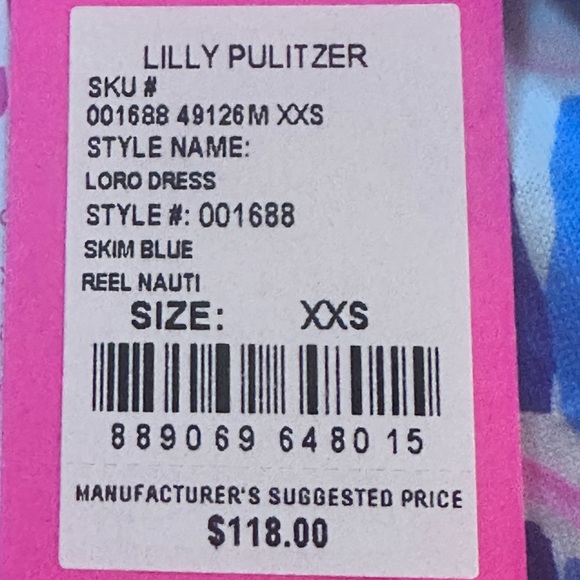 LILLY PULITZER
SKU #
001688 49126M XXS
STYLE NAME:
LORO DRESS
STYLE #: 001688
SKIM BLUE
REEL NAUTI
SIZE: XXS
889069 648015
MANUFACTURER'S SUGGESTED PRICE
$118.00